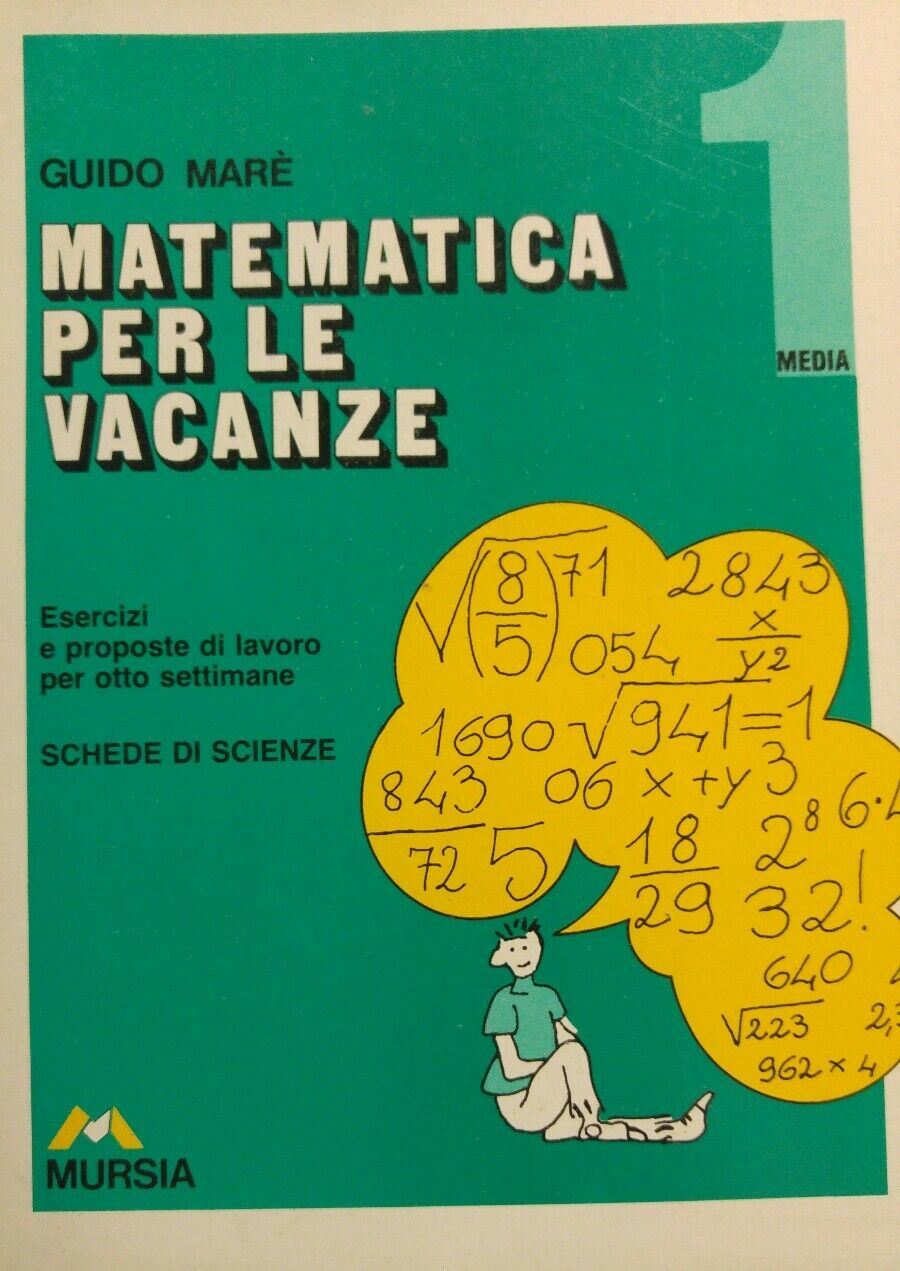 1
MEDIA
GUIDO MARÈ
MATEMATICA
PER LE
VACANZE
Esercizi
e proposte di lavoro
per otto settimane
SCHEDE DI SCIENZE
√(8/5) 71 2843
054 x/y2
1690 √941=1
843/72 5 06 x+y3
18/29 2⁸ 6·
32!
640
√223 2,
962 × 4
MURSIA